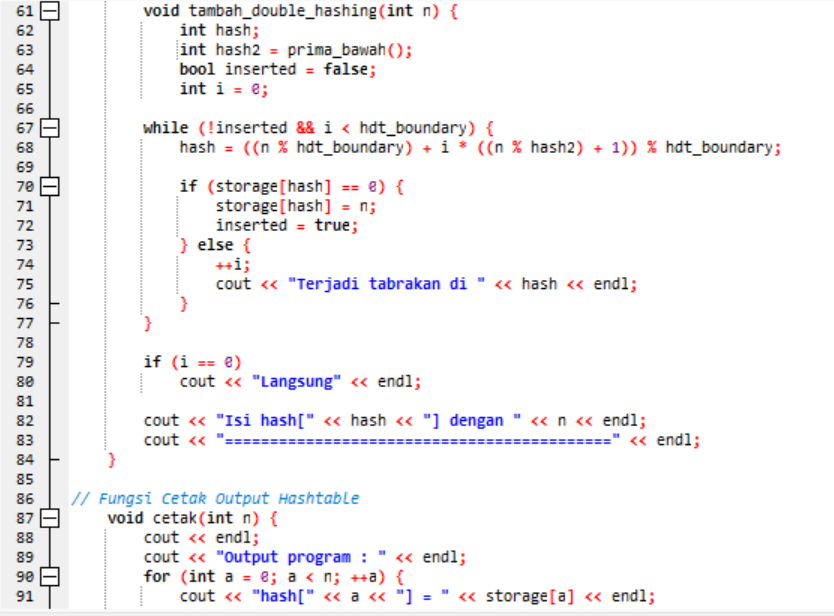 61 void tambah_double_hashing(int n) {
62 int hash;
63 int hash2 = prima_bawah();
64 bool inserted = false;
65 int i = 0;
66
67 while (!inserted && i < hdt_boundary) {
68 hash = ((n % hdt_boundary) + i * ((n % hash2) + 1)) % hdt_boundary;
69
70 if (storage[hash] == 0) {
71 storage[hash] = n;
72 inserted = true;
73 } else {
74 ++i;
75 cout << "Terjadi tabrakan di " << hash << endl;
76 }
77 }
78
79 if (i == 0)
80 cout << "Langsung" << endl;
81
82 cout << "Isi hash[" << hash << "] dengan " << n << endl;
83 cout << "===========================================" << endl;
84 }
85
86 // Fungsi Cetak Output Hashtable
87 void cetak(int n) {
88 cout << endl;
89 cout << "Output program : " << endl;
90 for (int a = 0; a < n; ++a) {
91 cout << "hash[" << a << "] = " << storage[a] << endl;